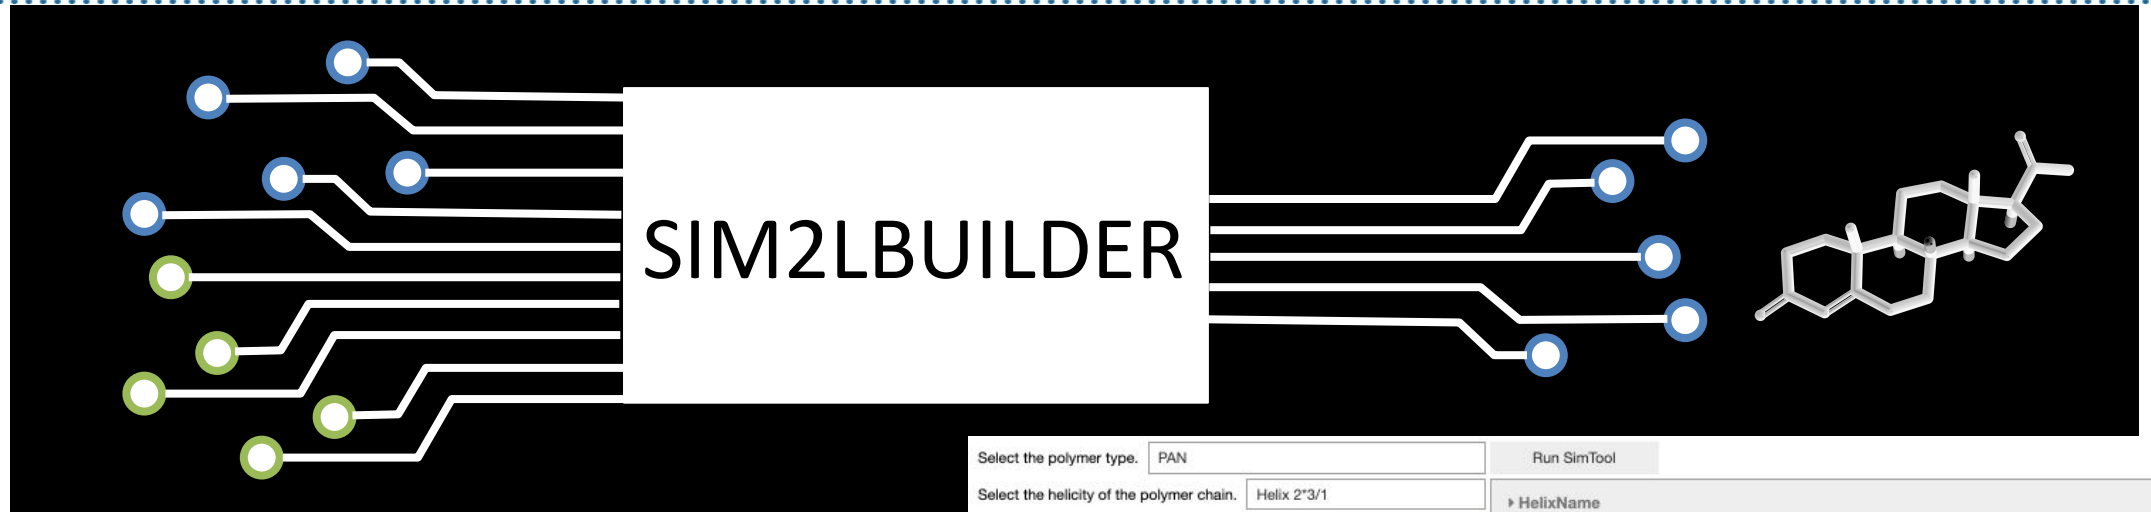 SIM2LBUILDER
Select the polymer type. PAN Run SimTool
Select the helicity of the polymer chain. Helix 2*3/1
HelixName